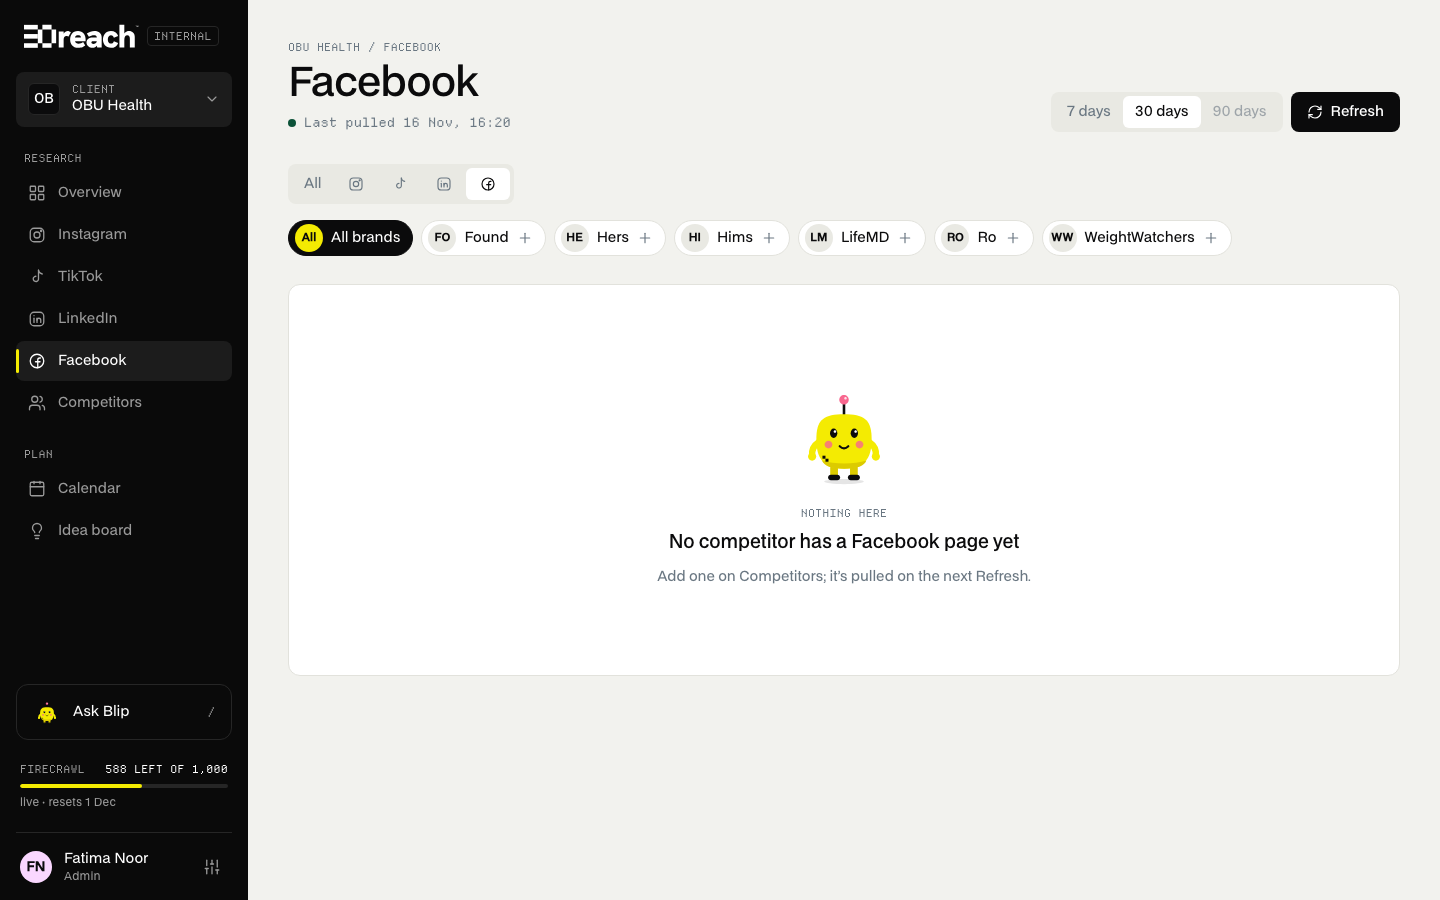 reach
INTERNAL
OB
CLIENT
OBU Health
RESEARCH
Overview
Instagram
TikTok
LinkedIn
Facebook
Competitors
PLAN
Calendar
Idea board
Ask Blip
/
FIRECRAWL
588 LEFT OF 1,000
live · resets 1 Dec
FN
Fatima Noor
Admin
OBU HEALTH / FACEBOOK
Facebook
Last pulled 16 Nov, 16:20
7 days
30 days
90 days
Refresh
All
All
All brands
FO
Found
HE
Hers
HI
Hims
LM
LifeMD
RO
Ro
WW
WeightWatchers
NOTHING HERE
No competitor has a Facebook page yet
Add one on Competitors; it's pulled on the next Refresh.